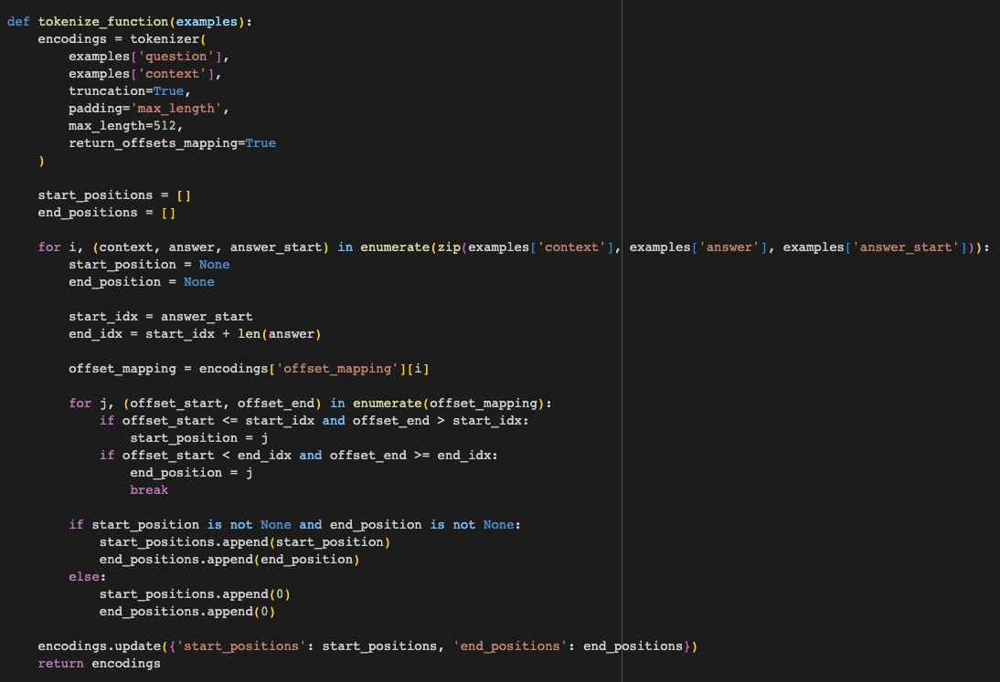 def tokenize_function(examples):
    encodings = tokenizer(
        examples['question'],
        examples['context'],
        truncation=True,
        padding='max_length',
        max_length=512,
        return_offsets_mapping=True
    )

    start_positions = []
    end_positions = []

    for i, (context, answer, answer_start) in enumerate(zip(examples['context'], examples['answer'], examples['answer_start'])):
        start_position = None
        end_position = None

        start_idx = answer_start
        end_idx = start_idx + len(answer)

        offset_mapping = encodings['offset_mapping'][i]

        for j, (offset_start, offset_end) in enumerate(offset_mapping):
            if offset_start <= start_idx and offset_end > start_idx:
                start_position = j
            if offset_start < end_idx and offset_end >= end_idx:
                end_position = j
                break

        if start_position is not None and end_position is not None:
            start_positions.append(start_position)
            end_positions.append(end_position)
        else:
            start_positions.append(0)
            end_positions.append(0)

    encodings.update({'start_positions': start_positions, 'end_positions': end_positions})
    return encodings